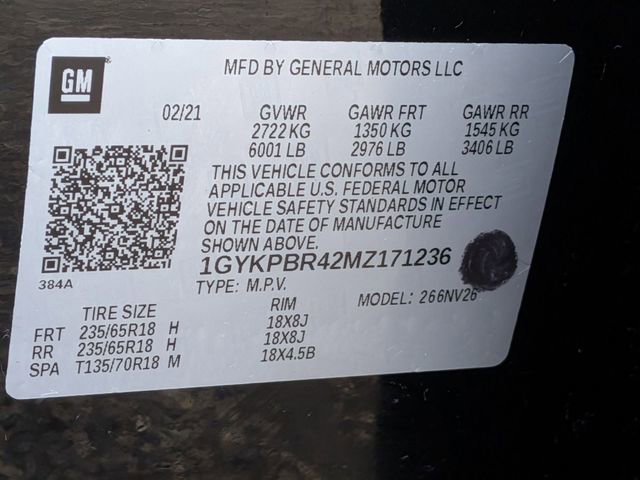 GM
MFD BY GENERAL MOTORS LLC
02/21 GVWR GAWR FRT GAWR RR
2722 KG 1350 KG 1545 KG
6001 LB 2976 LB 3406 LB
THIS VEHICLE CONFORMS TO ALL
APPLICABLE U.S. FEDERAL MOTOR
VEHICLE SAFETY STANDARDS IN EFFECT
ON THE DATE OF MANUFACTURE
SHOWN ABOVE.
384A
1GYKPBR42MZ171236
TYPE: M.P.V. MODEL: 266NV26
TIRE SIZE RIM
FRT 235/65R18 H 18X8J
RR 235/65R18 H 18X8J
SPA T135/70R18 M 18X4.5B